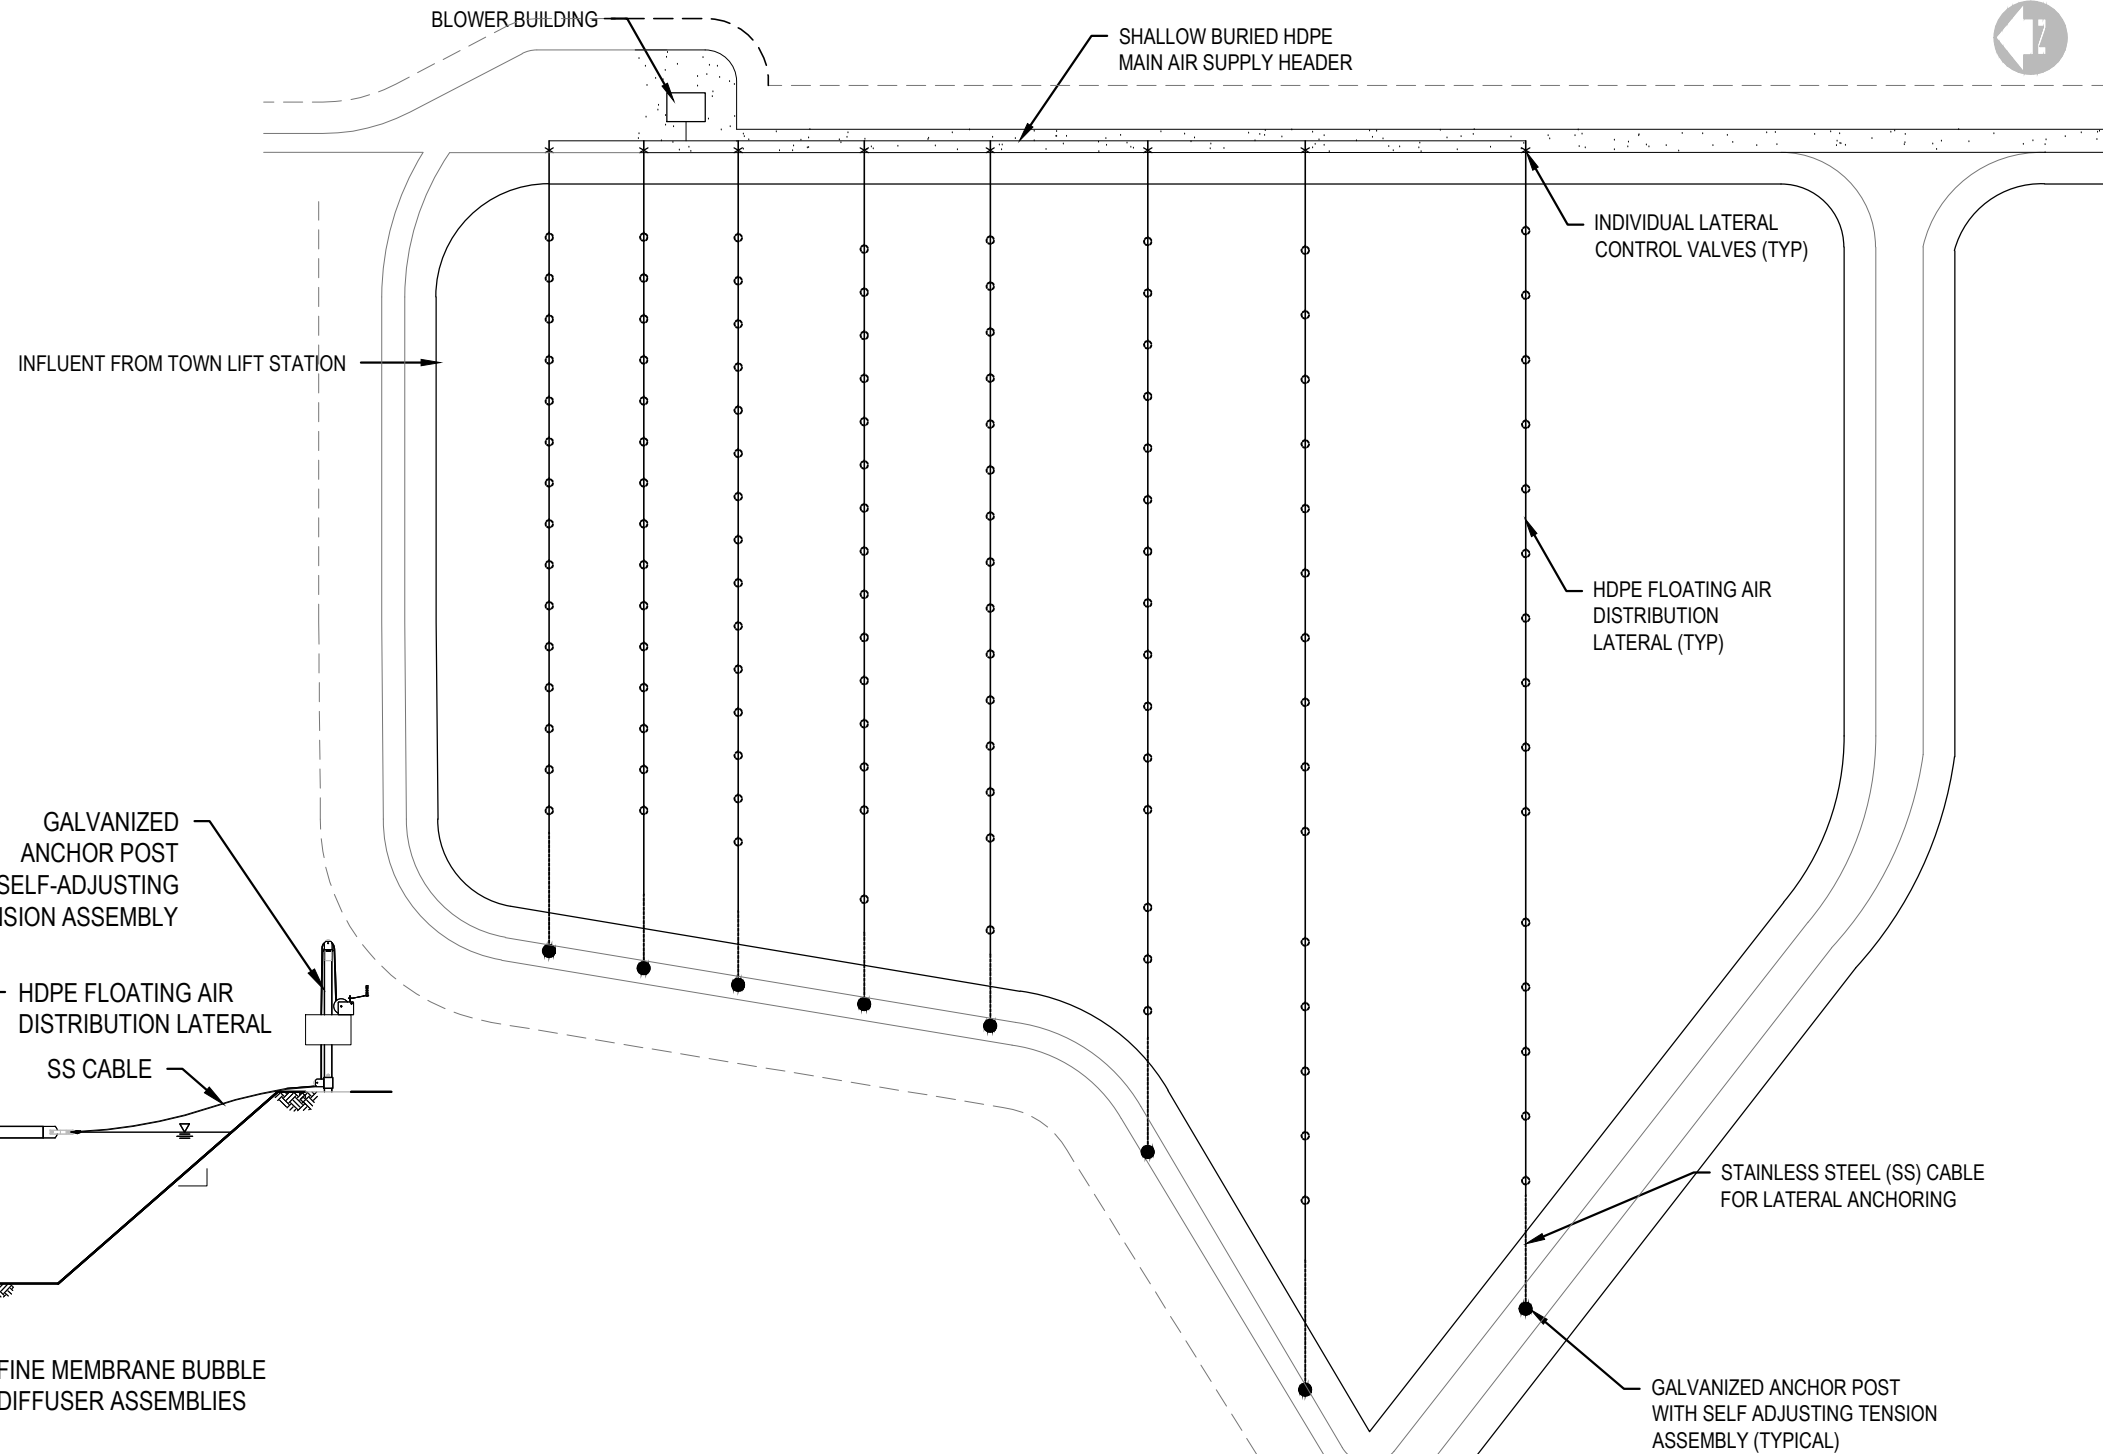 BLOWER BUILDING
SHALLOW BURIED HDPE
MAIN AIR SUPPLY HEADER
INDIVIDUAL LATERAL
CONTROL VALVES (TYP)
INFLUENT FROM TOWN LIFT STATION
HDPE FLOATING AIR
DISTRIBUTION
LATERAL (TYP)
GALVANIZED
ANCHOR POST
SELF-ADJUSTING
SION ASSEMBLY
HDPE FLOATING AIR
DISTRIBUTION LATERAL
SS CABLE
STAINLESS STEEL (SS) CABLE
FOR LATERAL ANCHORING
FINE MEMBRANE BUBBLE
DIFFUSER ASSEMBLIES
GALVANIZED ANCHOR POST
WITH SELF ADJUSTING TENSION
ASSEMBLY (TYPICAL)